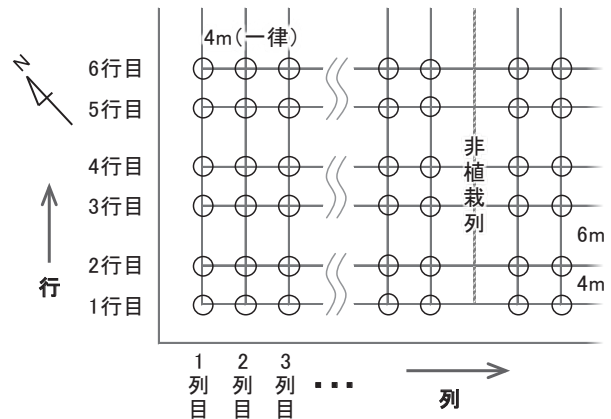 4m(一律)
N
6行目
5行目
4行目
3行目
2行目
1行目
行
非植栽列
6m
4m
1列目
2列目
3列目
・・・
列